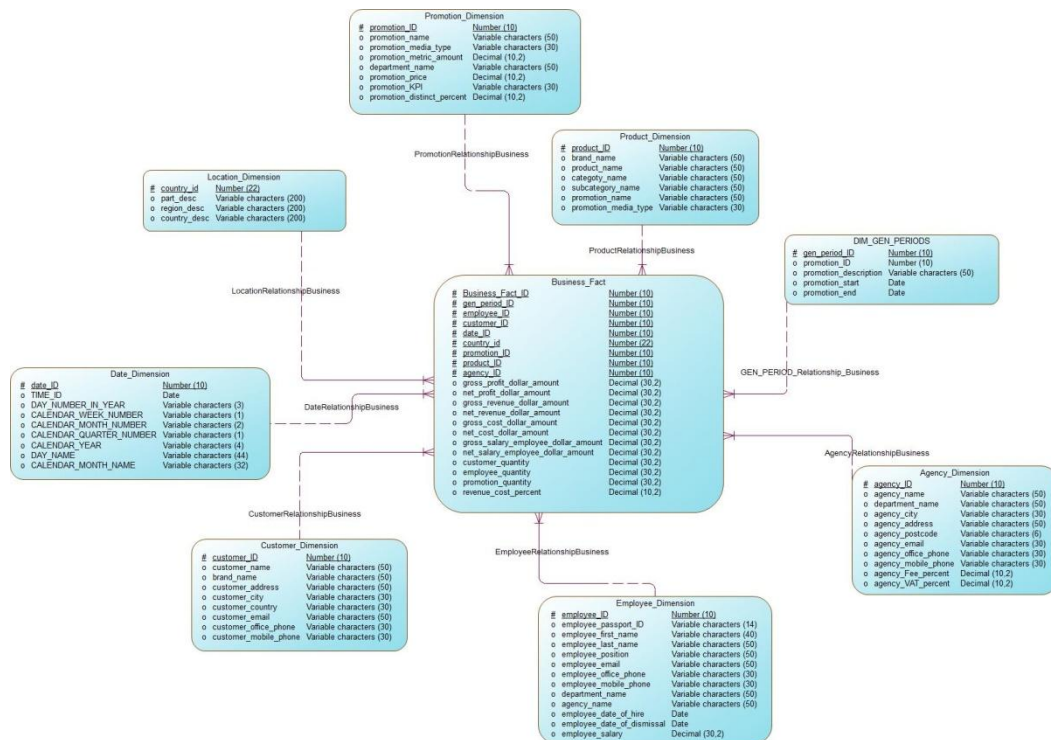 Promotion_Dimension
# promotion_ID Number (10)
o promotion_name Variable characters (50)
o promotion_media_type Variable characters (30)
o promotion_metric_amount Decimal (10,2)
o department_name Variable characters (50)
o promotion_price Decimal (10,2)
o promotion_KPI Variable characters (30)
o promotion_distinct_percent Decimal (10,2)
PromotionRelationshipBusiness
Product_Dimension
# product_ID Number (10)
o brand_name Variable characters (50)
o product_name Variable characters (50)
o categoty_name Variable characters (50)
o subcategory_name Variable characters (50)
o promotion_name Variable characters (50)
o promotion_media_type Variable characters (30)
ProductRelationshipBusiness
Location_Dimension
# country_id Number (22)
o part_desc Variable characters (200)
o region_desc Variable characters (200)
o country_desc Variable characters (200)
LocationRelationshipBusiness
DIM_GEN_PERIODS
# gen_period_ID Number (10)
o promotion_ID Number (10)
o promotion_description Variable characters (50)
o promotion_start Date
o promotion_end Date
GEN_PERIOD_Relationship_Business
Business_Fact
# Business_Fact_ID Number (10)
# gen_period_ID Number (10)
# employee_ID Number (10)
# customer_ID Number (10)
# date_ID Number (10)
# country_id Number (22)
# promotion_ID Number (10)
# product_ID Number (10)
# agency_ID Number (10)
o gross_profit_dollar_amount Decimal (30,2)
o net_profit_dollar_amount Decimal (30,2)
o gross_revenue_dollar_amount Decimal (30,2)
o net_revenue_dollar_amount Decimal (30,2)
o gross_cost_dollar_amount Decimal (30,2)
o net_cost_dollar_amount Decimal (30,2)
o gross_salary_employee_dollar_amount Decimal (30,2)
o net_salary_employee_dollar_amount Decimal (30,2)
o customer_quantity Decimal (30,2)
o employee_quantity Decimal (30,2)
o promotion_quantity Decimal (30,2)
o revenue_cost_percent Decimal (10,2)
Date_Dimension
# date_ID Number (10)
o TIME_ID Date
o DAY_NUMBER_IN_YEAR Variable characters (3)
o CALENDAR_WEEK_NUMBER Variable characters (1)
o CALENDAR_MONTH_NUMBER Variable characters (2)
o CALENDAR_QUARTER_NUMBER Variable characters (1)
o CALENDAR_YEAR Variable characters (4)
o DAY_NAME Variable characters (44)
o CALENDAR_MONTH_NAME Variable characters (32)
DateRelationshipBusiness
AgencyRelationshipBusiness
Agency_Dimension
# agency_ID Number (10)
o agency_name Variable characters (50)
o department_name Variable characters (50)
o agency_city Variable characters (30)
o agency_address Variable characters (50)
o agency_postcode Variable characters (6)
o agency_email Variable characters (30)
o agency_office_phone Variable characters (30)
o agency_mobile_phone Variable characters (30)
o agency_Fee_percent Decimal (10,2)
o agency_VAT_percent Decimal (10,2)
CustomerRelationshipBusiness
Customer_Dimension
# customer_ID Number (10)
o customer_name Variable characters (50)
o brand_name Variable characters (50)
o customer_address Variable characters (50)
o customer_city Variable characters (30)
o customer_country Variable characters (30)
o customer_email Variable characters (50)
o customer_office_phone Variable characters (30)
o customer_mobile_phone Variable characters (30)
EmployeeRelationshipBusiness
Employee_Dimension
# employee_ID Number (10)
o employee_passport_ID Variable characters (14)
o employee_first_name Variable characters (40)
o employee_last_name Variable characters (50)
o employee_position Variable characters (50)
o employee_email Variable characters (50)
o employee_office_phone Variable characters (30)
o employee_mobile_phone Variable characters (30)
o department_name Variable characters (50)
o agency_name Variable characters (50)
o employee_date_of_hire Date
o employee_date_of_dismissal Date
o employee_salary Decimal (30,2)